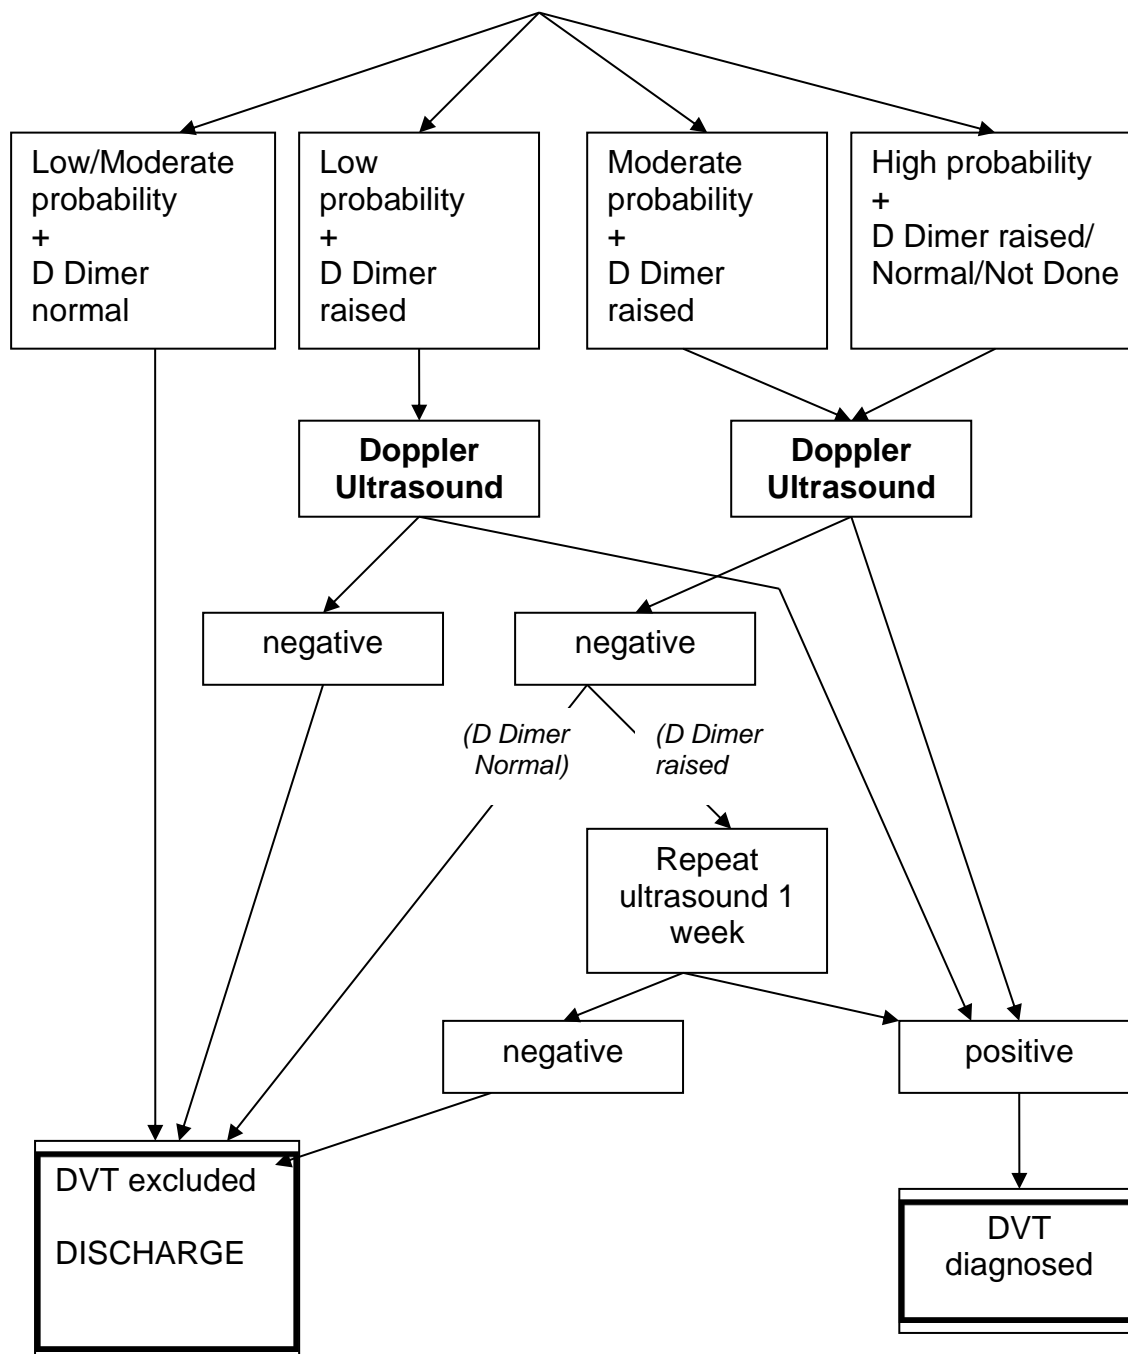 Low/Moderate
probability
+
D Dimer
normal
Low
probability
+
D Dimer
raised
Moderate
probability
+
D Dimer
raised
High probability
+
D Dimer raised/
Normal/Not Done
Doppler
Ultrasound
Doppler
Ultrasound
negative
negative
(D Dimer
Normal)
(D Dimer
raised
Repeat
ultrasound 1
week
negative
positive
DVT excluded
DISCHARGE
DVT
diagnosed